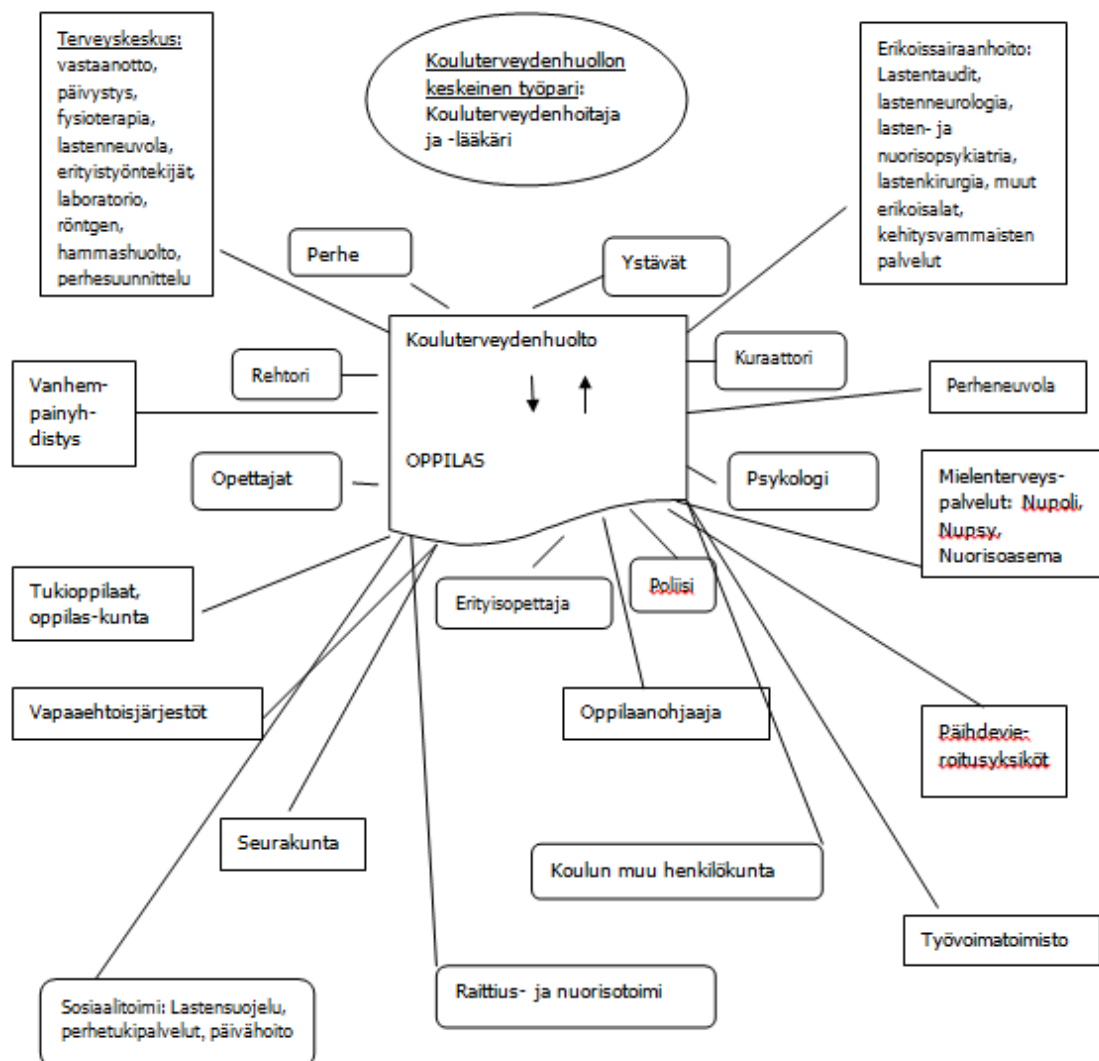 Terveyskeskus:
vastaanotto,
päivystys,
fysioterapia,
lastenneuvola,
erityistyöntekijät,
laboratorio,
röntgen,
hammashuolto,
perhesuunnittelu
Kouluterveydenhuollon
keskeinen työpari:
Kouluterveydenhoitaja
ja -lääkäri
Erikoissairaanhoito:
Lastentaudit,
lastenneurologia,
lasten- ja
nuorisopsykiatria,
lastenkirurgia, muut
erikoisalat,
kehitysvammaisten
palvelut
Perhe
Ystävät
Kouluterveydenhuolto
OPPILAS
Rehtori
Kuraattori
Vanhem-
painyh-
distys
Perheneuvola
Opettajat
Psykologi
Mielenterveys-
palvelut: Nupoli,
Nupsy,
Nuorisoasema
Tukioppilaat,
oppilas-kunta
Erityisopettaja
Poliisi
Vapaaehtoisjärjestöt
Oppilaanohjaaja
Päihdevie-
roitusyksiköt
Seurakunta
Koulun muu henkilökunta
Työvoimatoimisto
Sosiaalitoimi: Lastensuojelu,
perhetukipalvelut, päivähoito
Raittius- ja nuorisotoimi